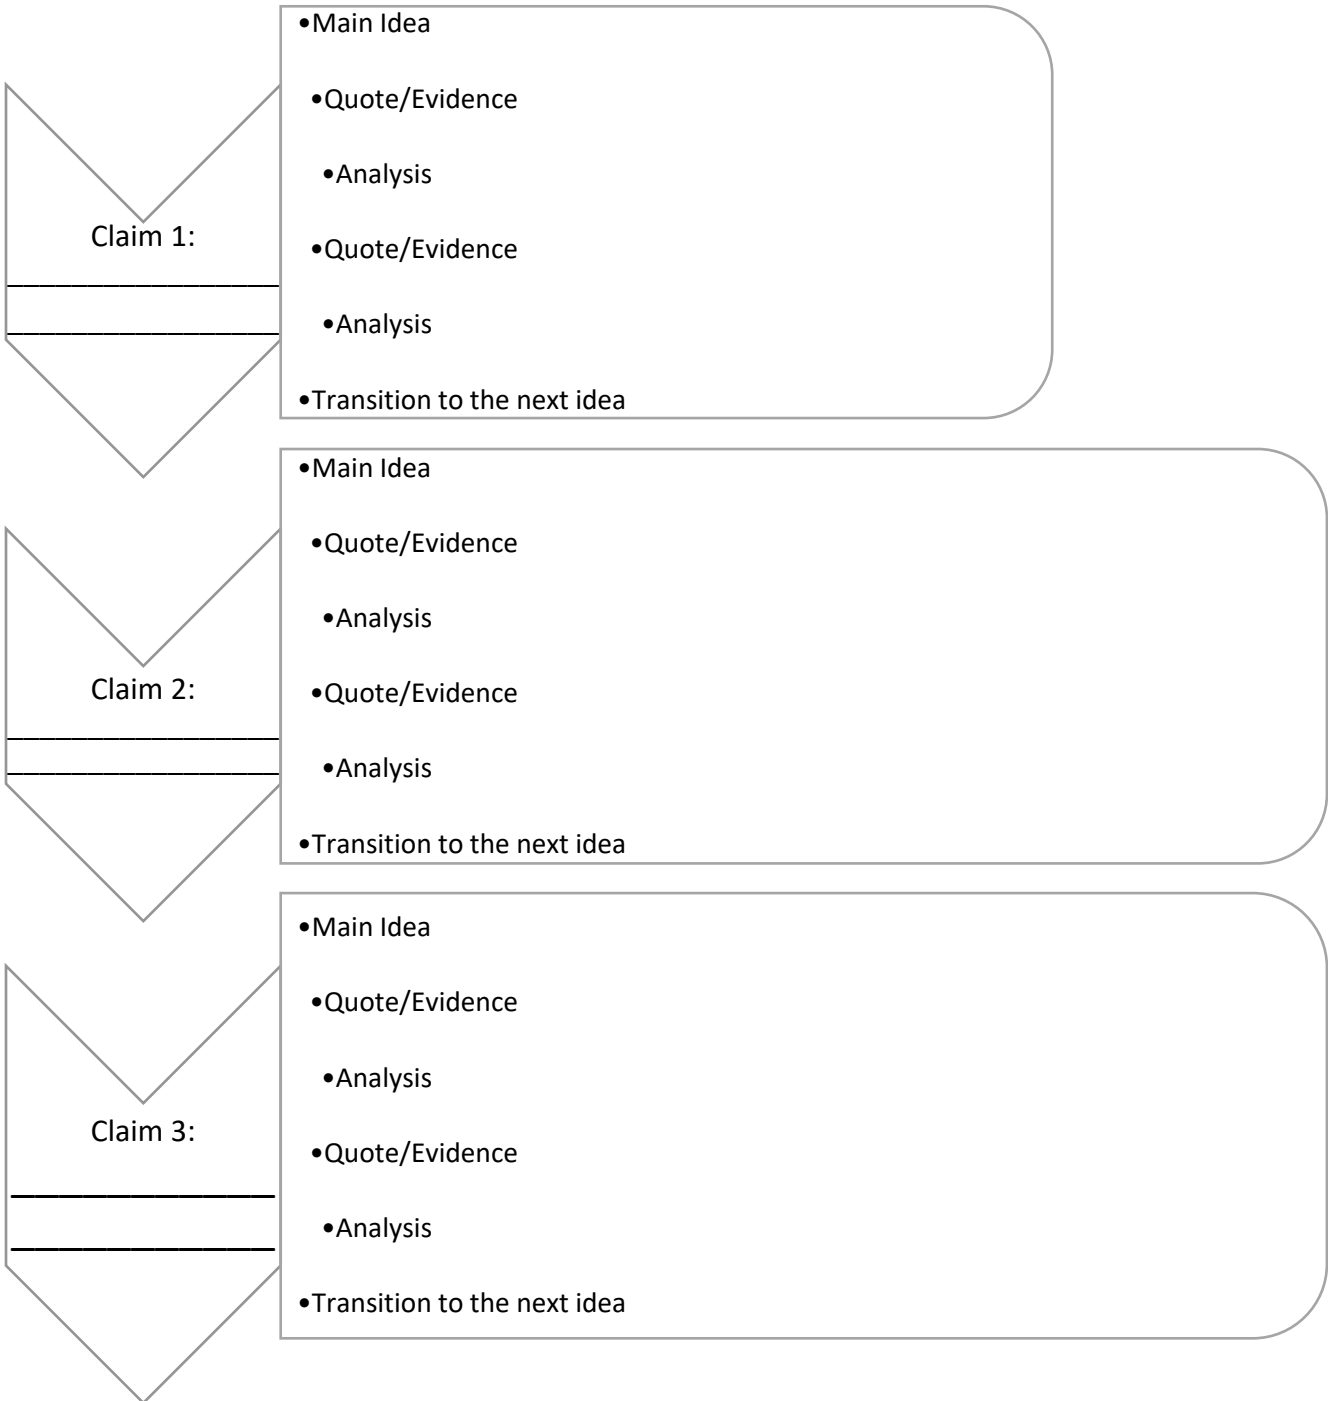 •Main Idea
•Quote/Evidence
•Analysis
Claim 1:
•Quote/Evidence
•Analysis
•Transition to the next idea
•Main Idea
•Quote/Evidence
•Analysis
Claim 2:
•Quote/Evidence
•Analysis
•Transition to the next idea
•Main Idea
•Quote/Evidence
•Analysis
Claim 3:
•Quote/Evidence
•Analysis
•Transition to the next idea